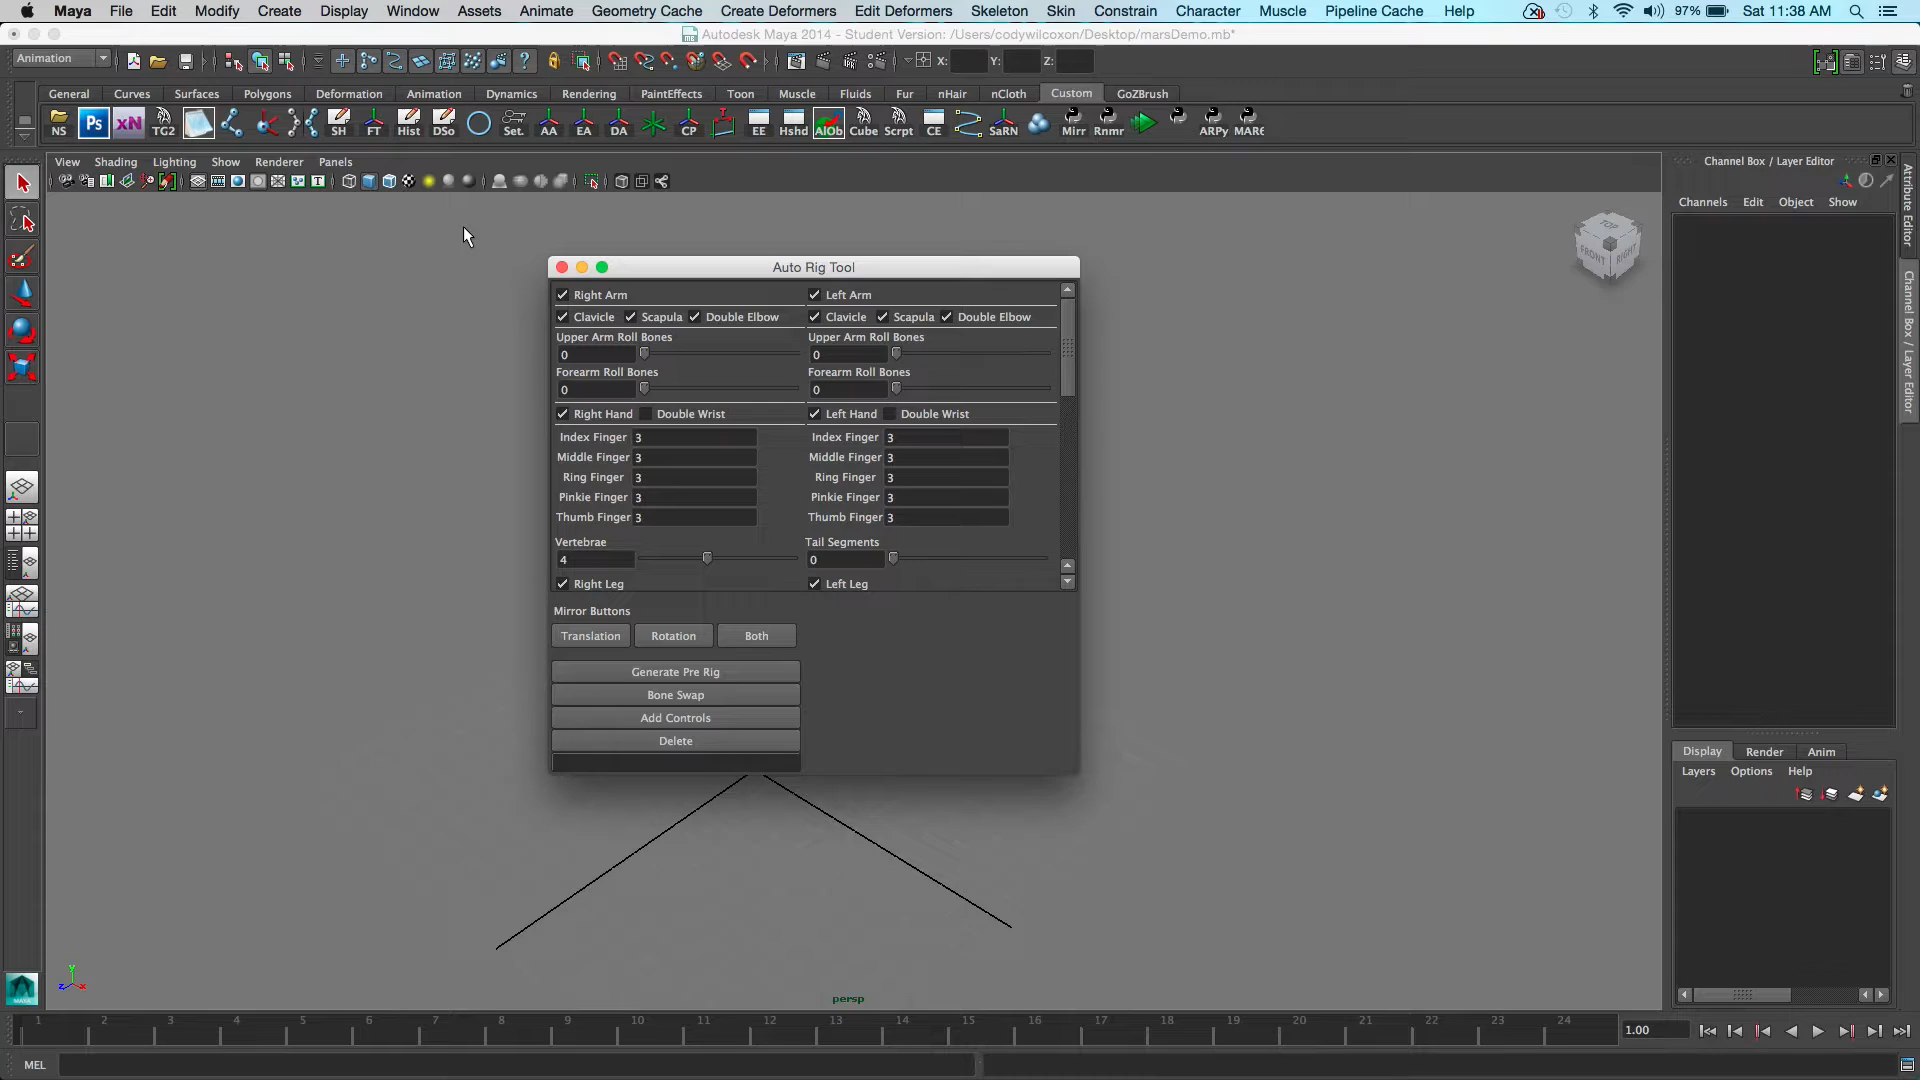 Maya File Edit Modify Create Display Window Assets Animate Geometry Cache Create Deformers Edit Deformers Skeleton Skin Constrain Character Muscle Pipeline Cache Help 97% Sat 11:38 AM
Autodesk Maya 2014 - Student Version: /Users/codywilcoxon/Desktop/marsDemo.mb*
Animation X: Y: Z:
General Curves Surfaces Polygons Deformation Animation Dynamics Rendering PaintEffects Toon Muscle Fluids Fur nHair nCloth Custom GoZBrush
Ps xN
NS TG2 SH FT Hist DSo Set. AA EA DA CP EE Hshd AIOb Cube Scrpt CE SaRN Mirr Rnmr ARPy MARe
View Shading Lighting Show Renderer Panels
Channel Box / Layer Editor
Channels Edit Object Show
Attribute Editor
Channel Box / Layer Editor
TOP
FRONT RIGHT
Auto Rig Tool
Right Arm Left Arm
Clavicle Scapula Double Elbow Clavicle Scapula Double Elbow
Upper Arm Roll Bones Upper Arm Roll Bones
0 0
Forearm Roll Bones Forearm Roll Bones
0 0
Right Hand Double Wrist Left Hand Double Wrist
Index Finger 3 Index Finger 3
Middle Finger 3 Middle Finger 3
Ring Finger 3 Ring Finger 3
Pinkie Finger 3 Pinkie Finger 3
Thumb Finger 3 Thumb Finger 3
Vertebrae Tail Segments
4 0
Right Leg Left Leg
Mirror Buttons
Translation Rotation Both
Generate Pre Rig
Bone Swap
Add Controls
Delete
Display Render Anim
Layers Options Help
y
z x
MAYA
persp
1 2 3 4 5 6 7 8 9 10 11 12 13 14 15 16 17 18 19 20 21 22 23 24 1.00
MEL